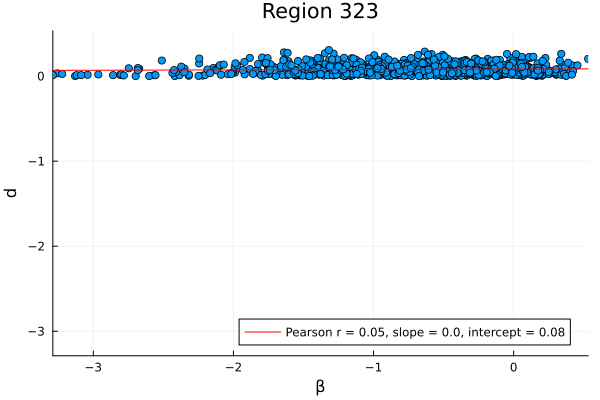 Region 323
d
0
−1
−2
−3
Pearson r = 0.05, slope = 0.0, intercept = 0.08
−3 −2 −1 0
β